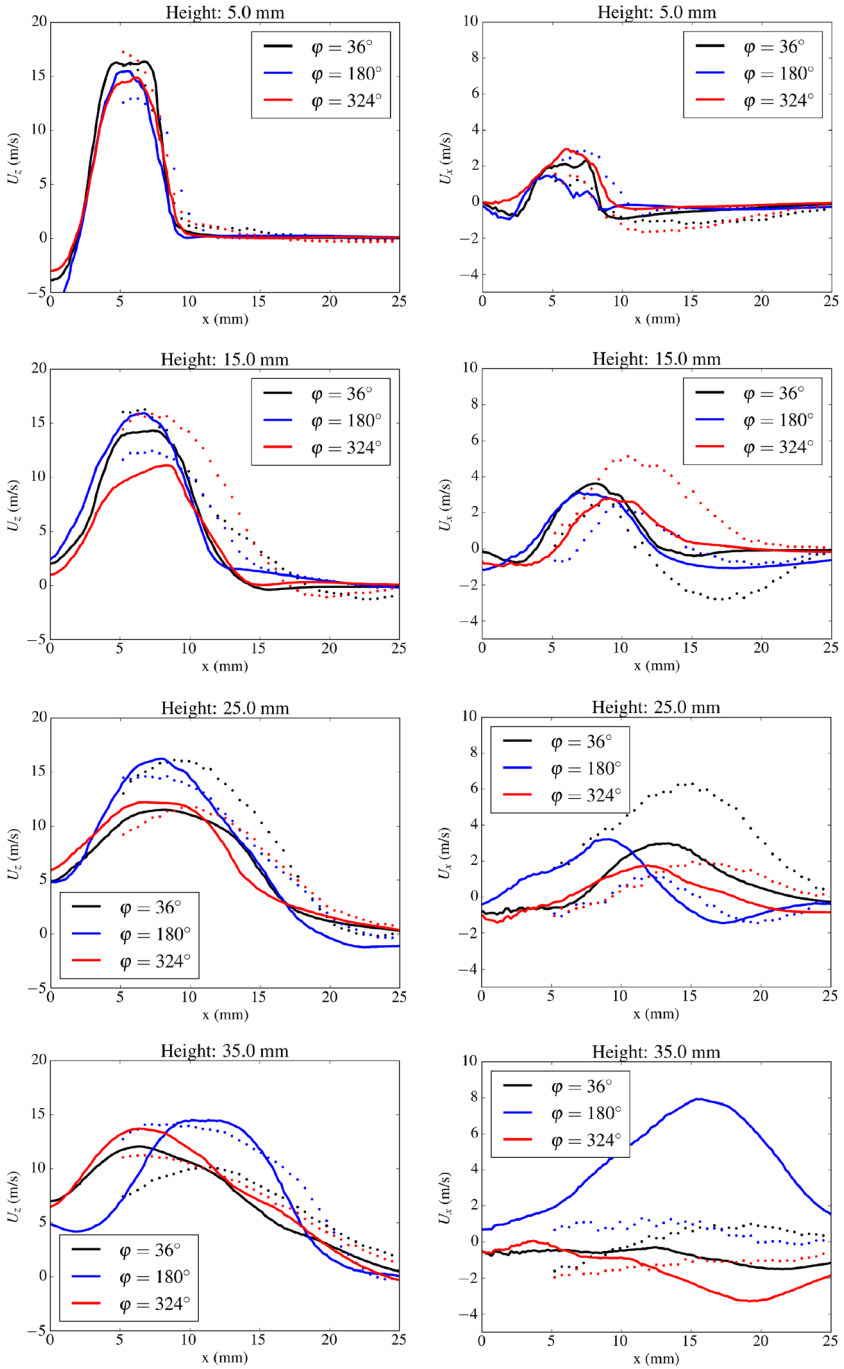 Height: 5.0 mm
20
15
10
5
0
−5
U_z (m/s)
φ = 36°
φ = 180°
φ = 324°
0 5 10 15 20 25
x (mm)
Height: 5.0 mm
10
8
6
4
2
0
−2
−4
U_x (m/s)
φ = 36°
φ = 180°
φ = 324°
0 5 10 15 20 25
x (mm)
Height: 15.0 mm
20
15
10
5
0
−5
U_z (m/s)
φ = 36°
φ = 180°
φ = 324°
0 5 10 15 20 25
x (mm)
Height: 15.0 mm
10
8
6
4
2
0
−2
−4
U_x (m/s)
φ = 36°
φ = 180°
φ = 324°
0 5 10 15 20 25
x (mm)
Height: 25.0 mm
20
15
10
5
0
−5
U_z (m/s)
φ = 36°
φ = 180°
φ = 324°
0 5 10 15 20 25
x (mm)
Height: 25.0 mm
10
8
6
4
2
0
−2
−4
U_x (m/s)
φ = 36°
φ = 180°
φ = 324°
0 5 10 15 20 25
x (mm)
Height: 35.0 mm
20
15
10
5
0
−5
U_z (m/s)
φ = 36°
φ = 180°
φ = 324°
0 5 10 15 20 25
x (mm)
Height: 35.0 mm
10
8
6
4
2
0
−2
−4
U_x (m/s)
φ = 36°
φ = 180°
φ = 324°
0 5 10 15 20 25
x (mm)